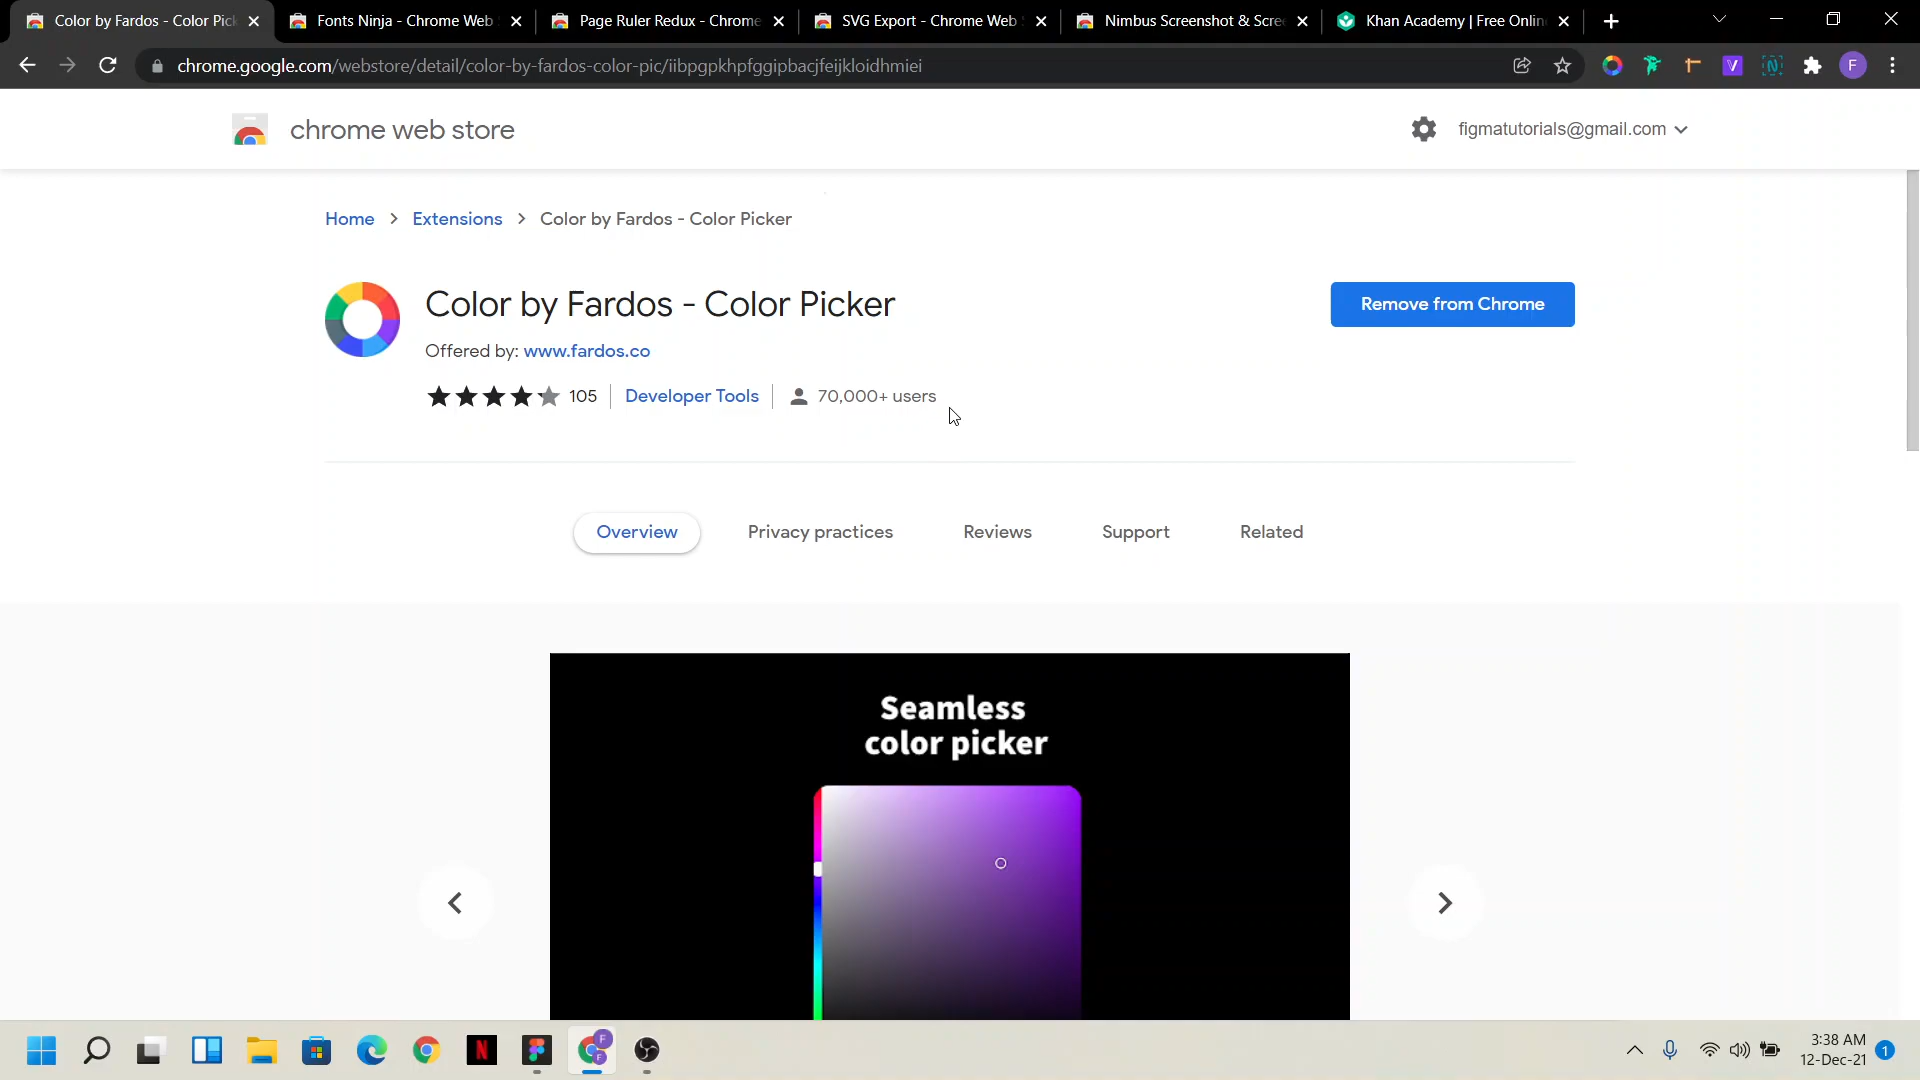 Color by Fardos - Color Pick
Fonts Ninja - Chrome Web
Page Ruler Redux - Chrome
SVG Export - Chrome Web
Nimbus Screenshot & Scre
Khan Academy | Free Onlin
chrome.google.com/webstore/detail/color-by-fardos-color-pic/iibpgpkhpfggipbacjfeijkloidhmiei
V
N
F
chrome web store
figmatutorials@gmail.com
Home > Extensions > Color by Fardos - Color Picker
Color by Fardos - Color Picker
Remove from Chrome
Offered by: www.fardos.co
105
Developer Tools
70,000+ users
Overview
Privacy practices
Reviews
Support
Related
Seamless
color picker
N
F
F
3:38 AM
12-Dec-21
1